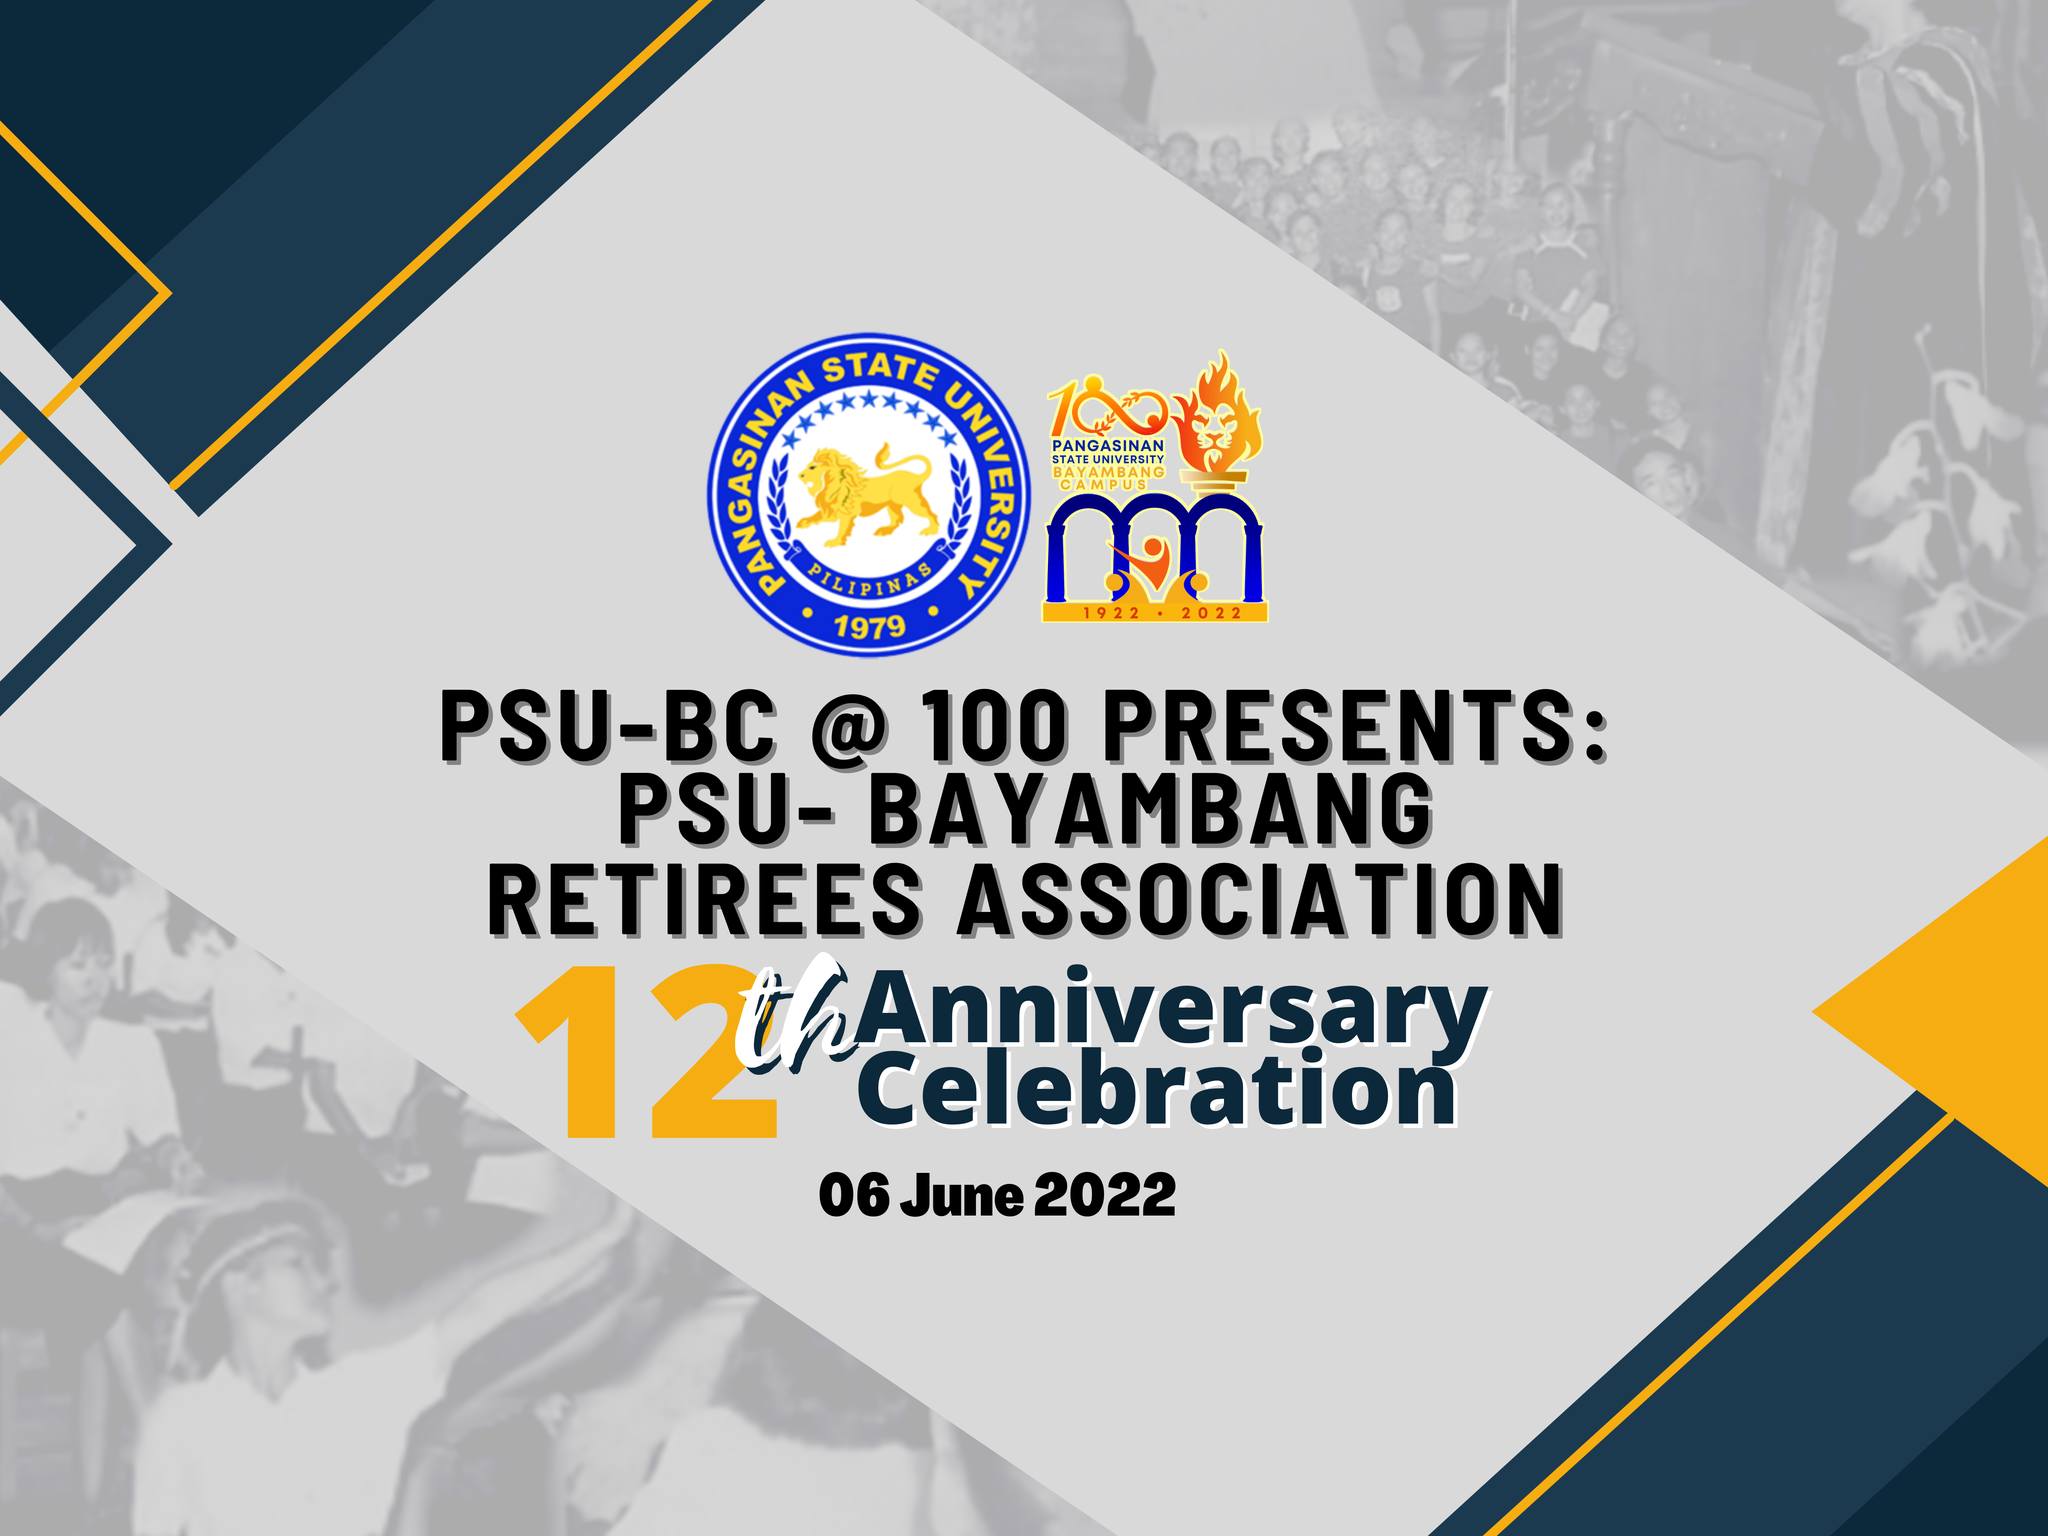 PANGASINAN STATE UNIVERSITY
PILIPINAS
1979
100
PANGASINAN
STATE UNIVERSITY
BAYAMBANG
CAMPUS
1922 • 2022
PSU-BC @ 100 PRESENTS:
PSU- BAYAMBANG
RETIREES ASSOCIATION
12th Anniversary
Celebration
06 June 2022